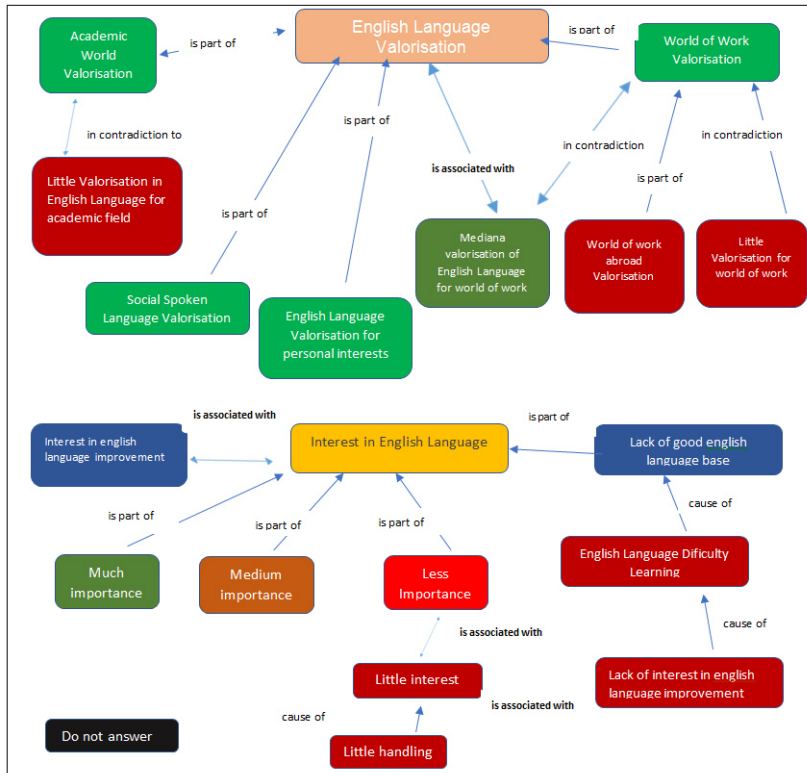 English Language
Valorisation
Academic
World
Valorisation
is part of
is part of
World of Work
Valorisation
is part of
in contradiction to
in contradiction
in contradiction
is associated with
is part of
is part of
Little Valorisation in
English Language for
academic field
Mediana
valorisation of
English Language
for world of work
World of work
abroad
Valorisation
Little
Valorisation for
world of work
Social Spoken
Language Valorisation
English Language
Valorisation for
personal interests
is associated with
is part of
Interest in english
language improvement
Interest in English Language
Lack of good english
language base
is part of
is part of
is part of
cause of
Much
importance
Medium
importance
Less
Importance
English Language Dificulty
Learning
is associated with
cause of
Little interest
is associated with
Lack of interest in english
language improvement
cause of
Do not answer
Little handling